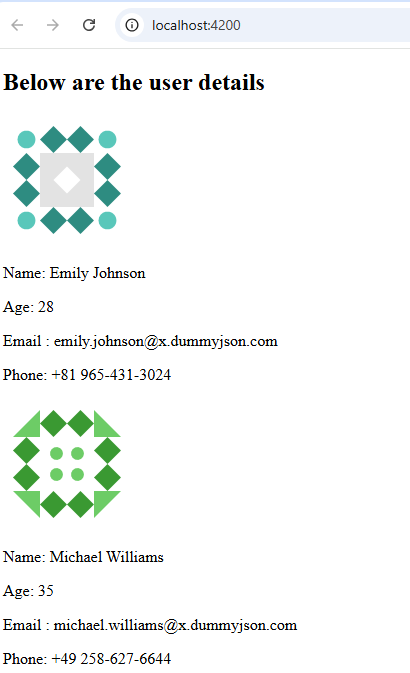 localhost:4200
Below are the user details
Name: Emily Johnson
Age: 28
Email : emily.johnson@x.dummyjson.com
Phone: +81 965-431-3024
Name: Michael Williams
Age: 35
Email : michael.williams@x.dummyjson.com
Phone: +49 258-627-6644